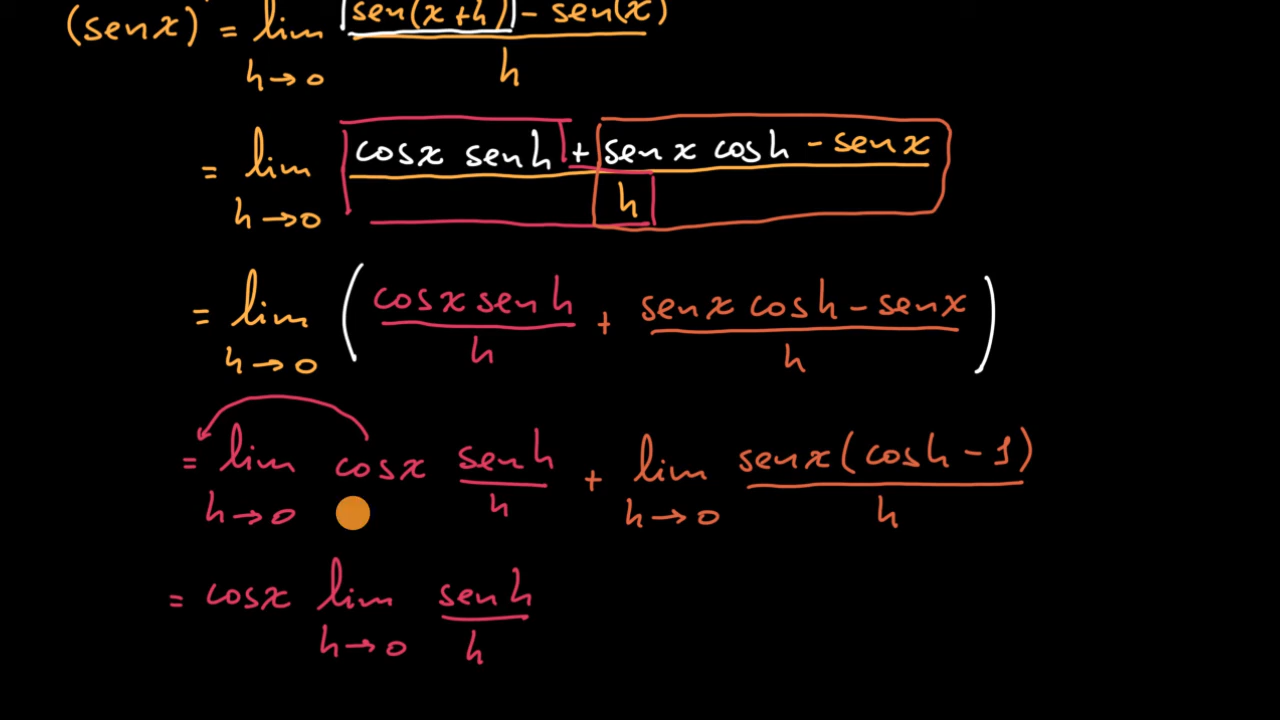 (senx)' = lim h→0 [sen(x+h)] - sen(x) / h
= lim h→0 cosx senh + senx cosh - senx / h
= lim h→0 ( cosx senh / h + senx cosh - senx / h )
= lim h→0 cosx senh / h + lim h→0 senx(cosh - 1) / h
= cosx lim h→0 senh / h